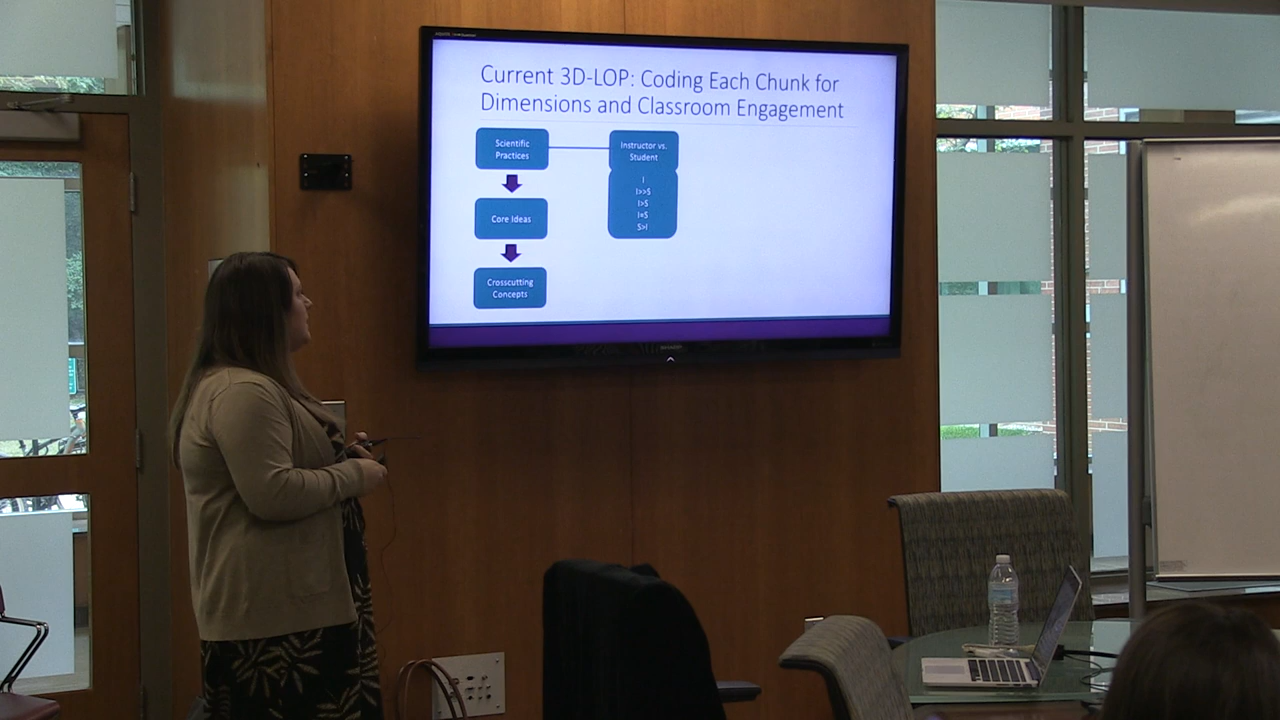 Current 3D-LOP: Coding Each Chunk for
Dimensions and Classroom Engagement
Scientific
Practices
Instructor vs.
Student
I
I>>S
I>S
I=S
S>I
Core Ideas
Crosscutting
Concepts
SHARP